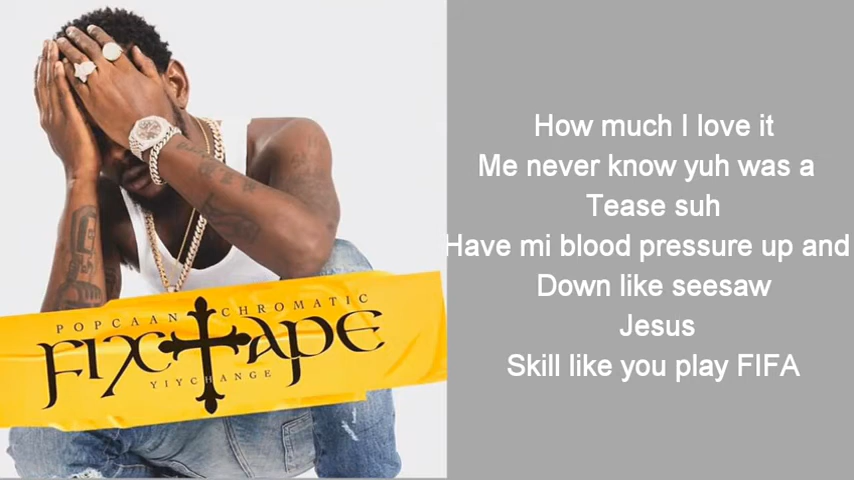 POPCAAN CHROMATIC
FIXTAPE
YIYCHANGE
How much I love it
Me never know yuh was a
Tease suh
Have mi blood pressure up and
Down like seesaw
Jesus
Skill like you play FIFA